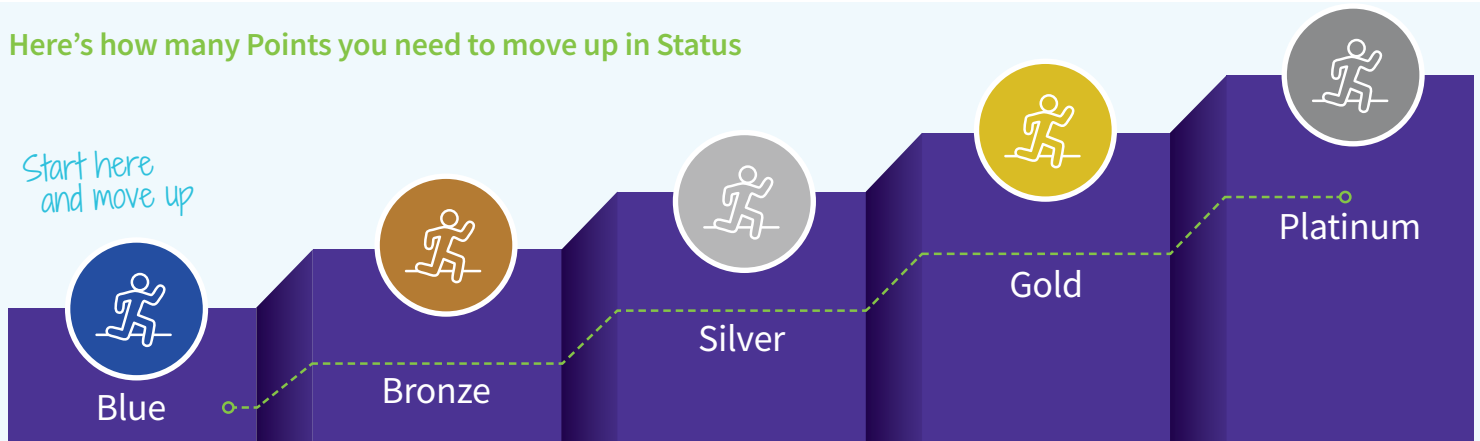 Here's how many Points you need to move up in Status
Start here
and move up
Blue
Bronze
Silver
Gold
Platinum